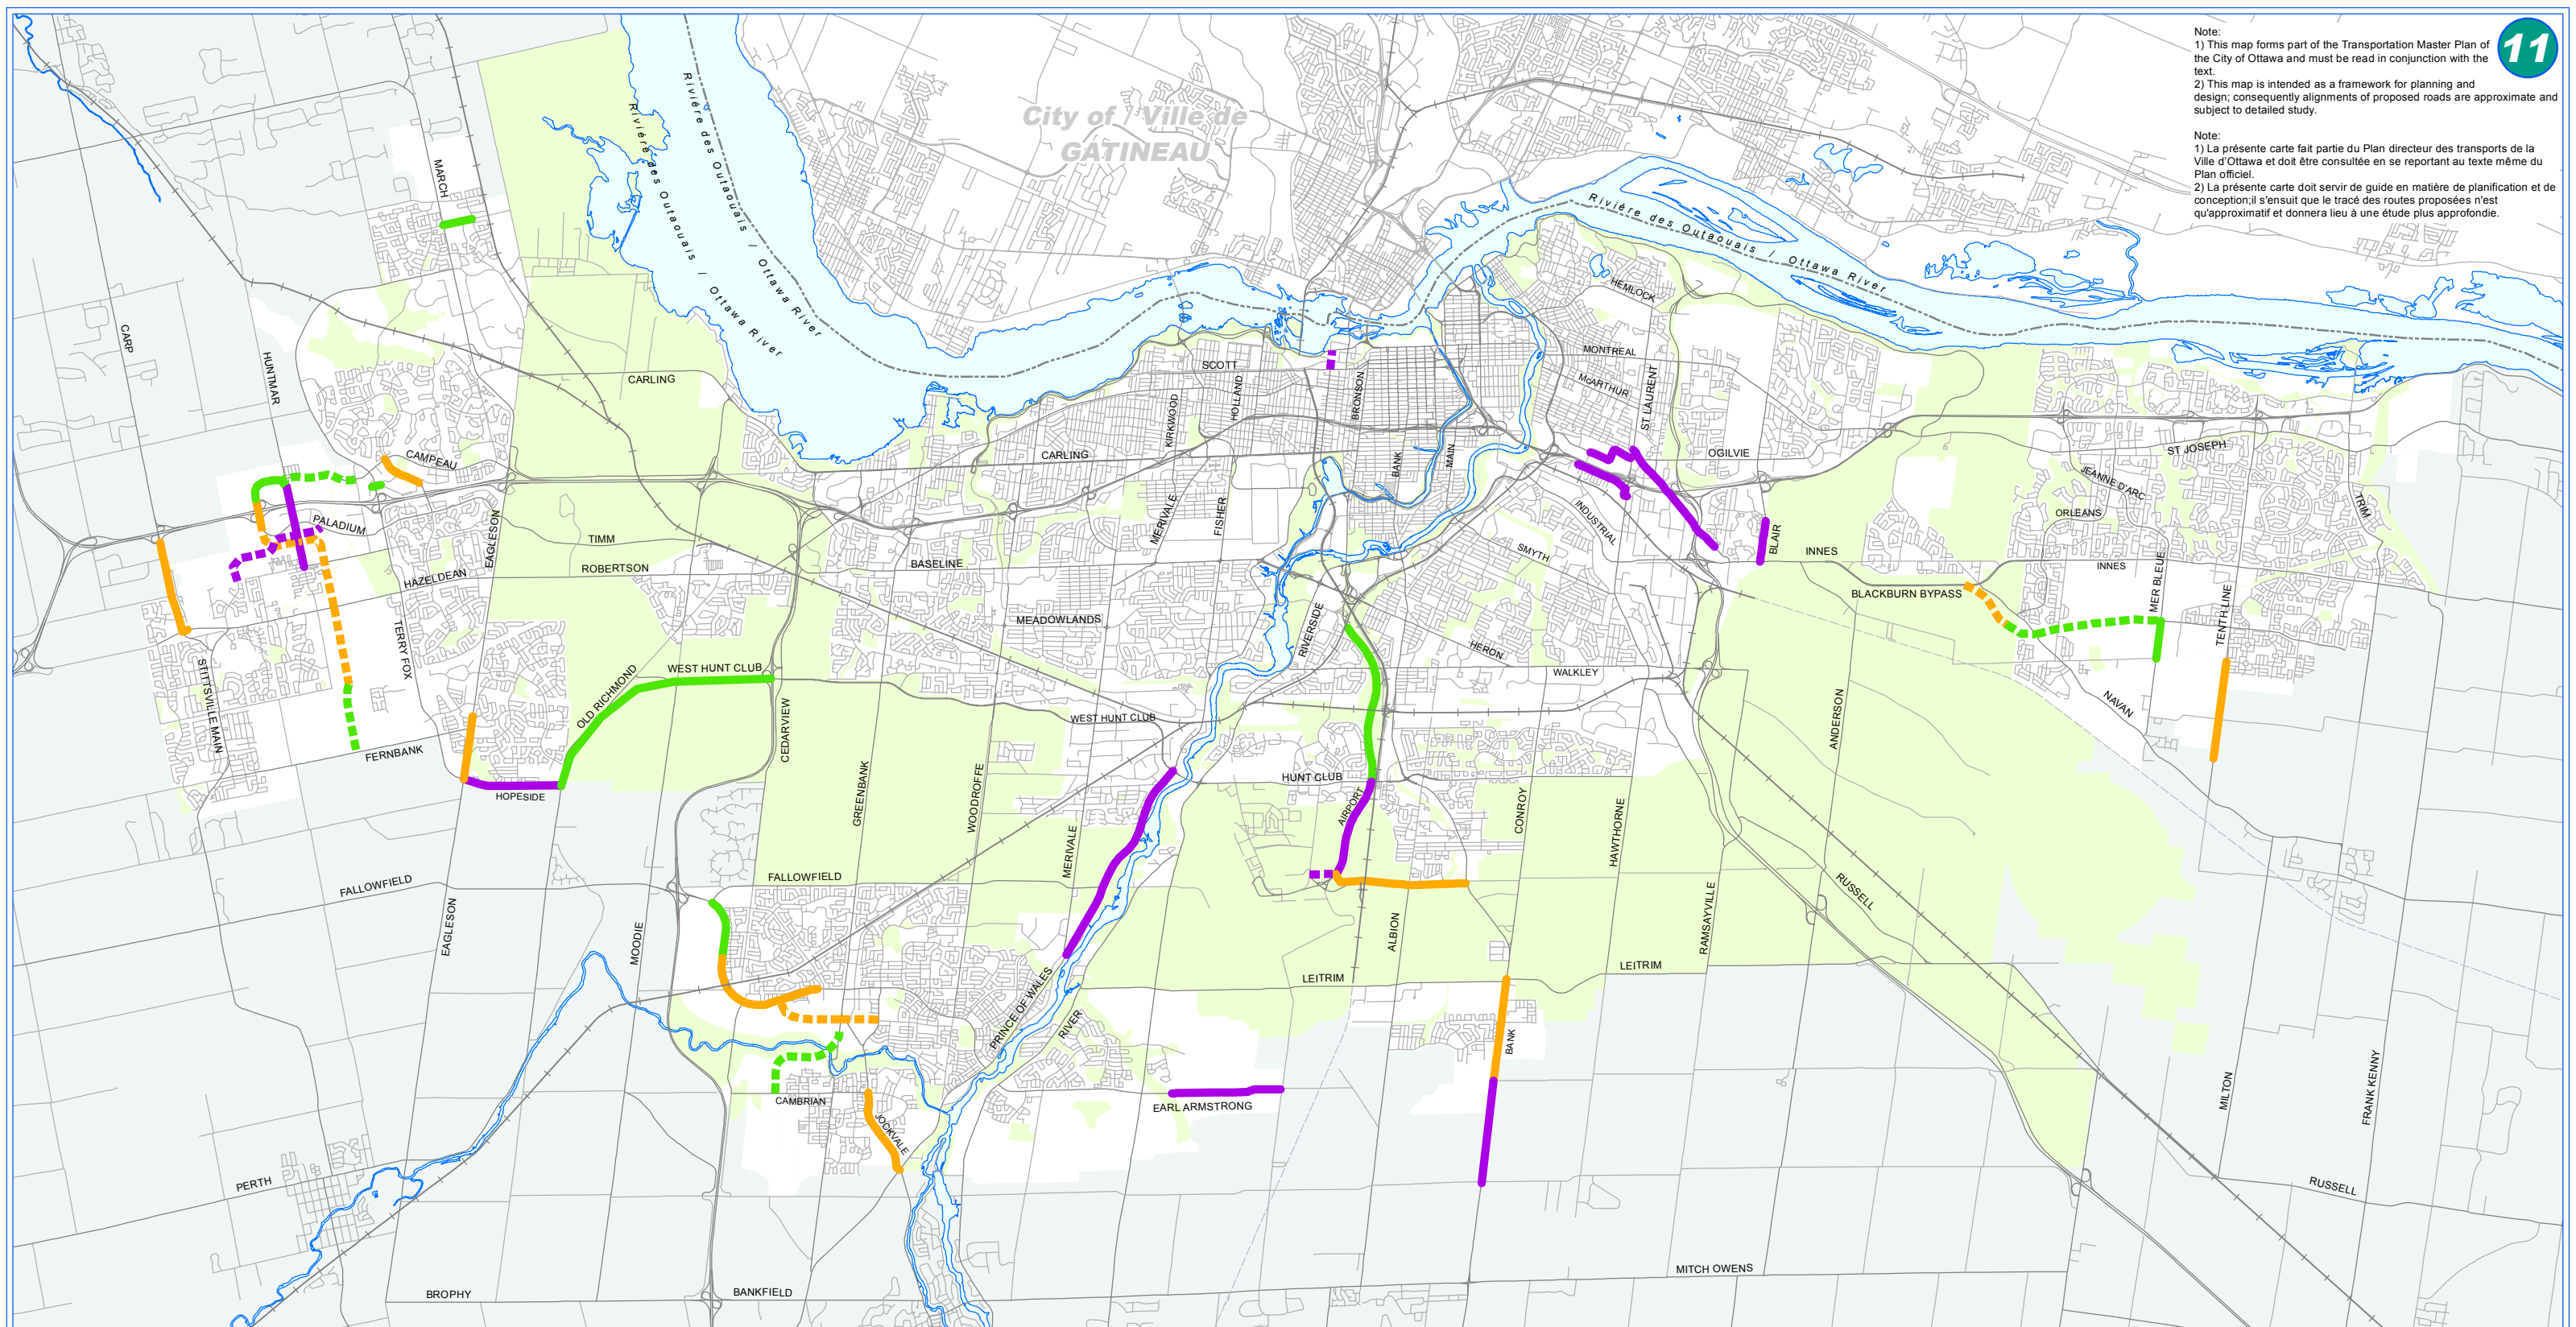 Note:
1) This map forms part of the Transportation Master Plan of
the City of Ottawa and must be read in conjunction with the
text.
2) This map is intended as a framework for planning and
design; consequently alignments of proposed roads are approximate and
subject to detailed study.
Note:
1) La présente carte fait partie du Plan directeur des transports de la
Ville d'Ottawa et doit être consultée en se reportant au texte même du
Plan officiel.
2) La présente carte doit servir de guide en matière de planification et de
conception;il s'ensuit que le tracé des routes proposées n'est
qu'approximatif et donnera lieu à une étude plus approfondie.
11
City of / Ville de
GATINEAU
Rivière des Outaouais / Ottawa River
Rivière des Outaouais / Ottawa River
Rivière des Outaouais / Ottawa River
MARCH
CARP
HUNTMAR
CARLING
SCOTT
HOLLAND
KIRKWOOD
BRONSON
HEMLOCK
MONTREAL
McARTHUR
ST LAURENT
CAMPEAU
CARLING
BANK
MAIN
OGILVIE
ST JOSEPH
JEANNE D'ARC
TRIM
PALADIUM
EAGLESON
TIMM
MERIVALE
FISHER
INDUSTRIAL
ORLEANS
BLAIR
SMYTH
INNES
INNES
HAZELDEAN
ROBERTSON
BASELINE
BLACKBURN BYPASS
MER BLEUE
TENTH LINE
TERRY FOX
MEADOWLANDS
RIVERSIDE
HERON
WALKLEY
STITTSVILLE MAIN
OLD RICHMOND
WEST HUNT CLUB
CEDARVIEW
WEST HUNT CLUB
ANDERSON
NAVAN
FERNBANK
HOPESIDE
GREENBANK
WOODROFFE
HUNT CLUB
AIRPORT
CONROY
HAWTHORNE
MERIVALE
FALLOWFIELD
FALLOWFIELD
RUSSELL
RAMSAYVILLE
EAGLESON
MOODIE
ALBION
LEITRIM
LEITRIM
PRINCE OF WALES
RIVER
BANK
CAMBRIAN
JOCKVALE
EARL ARMSTRONG
MILTON
FRANK KENNY
PERTH
RUSSELL
BROPHY
BANKFIELD
MITCH OWENS